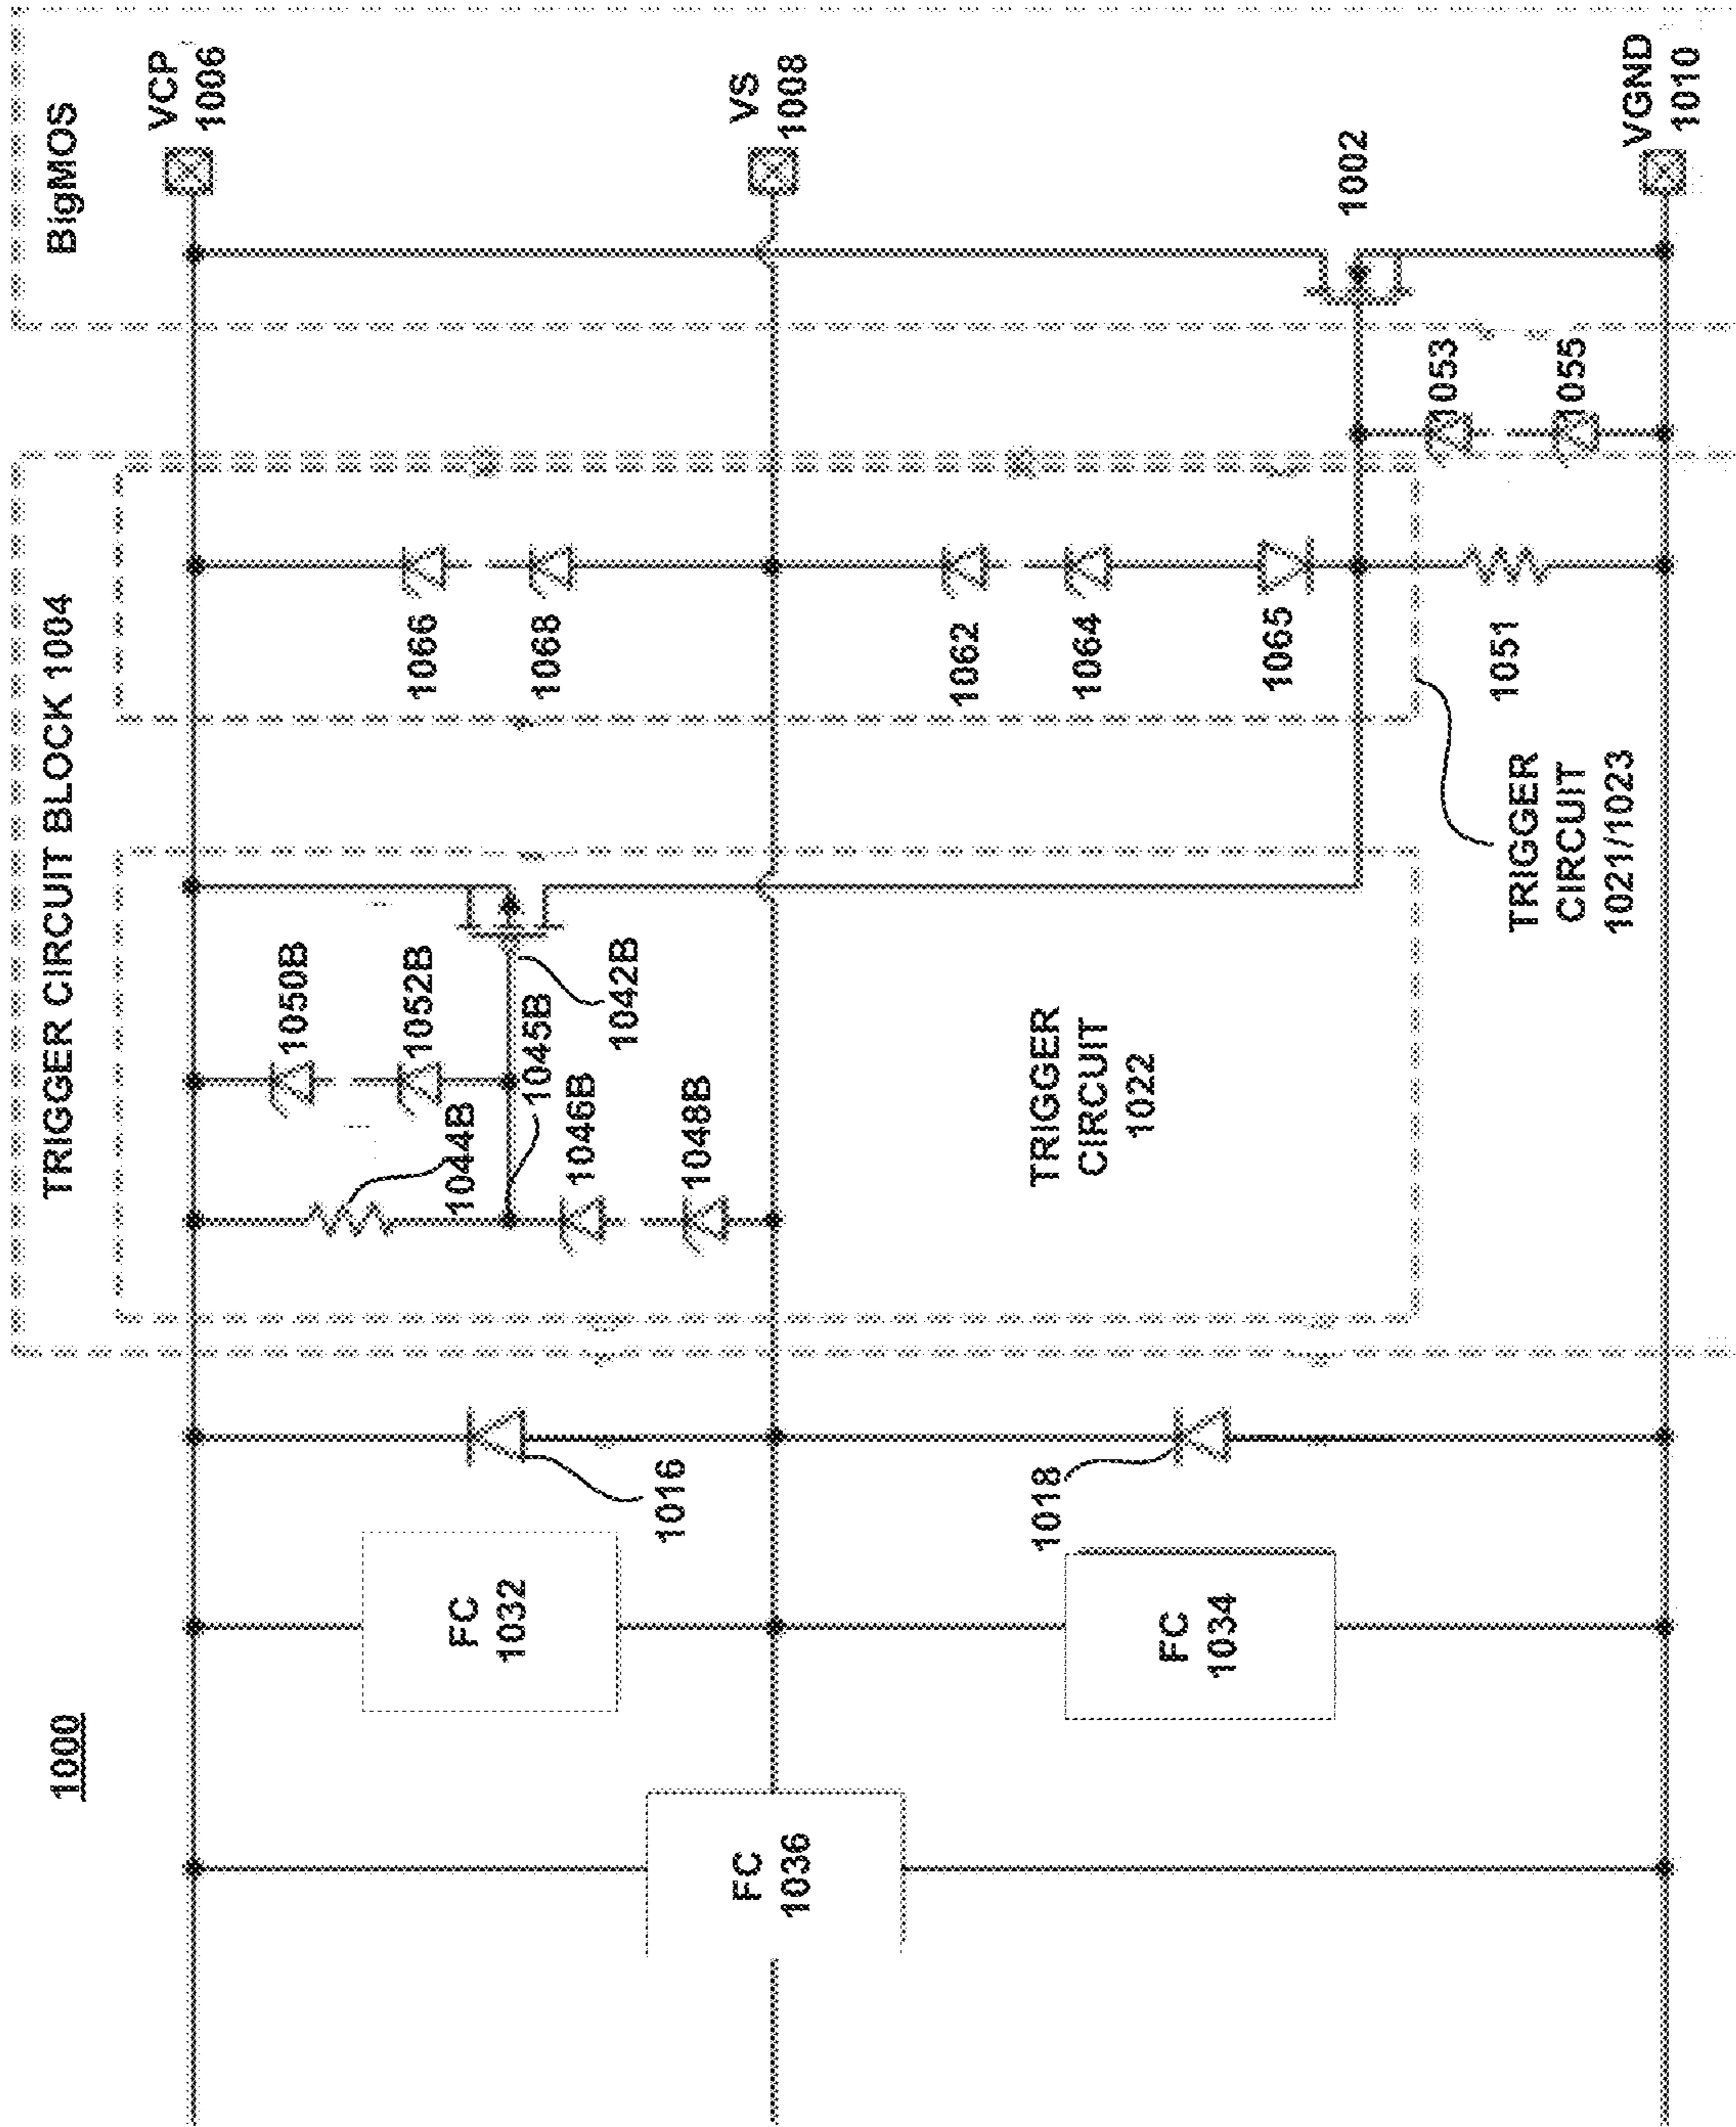 1000
TRIGGER CIRCUIT BLOCK 1004
BigMOS
VCP
1006
VS
1008
VGND
1010
1002
FC
1036
FC
1032
FC
1034
1016
1018
1044B
1050B
1052B
1045B
1042B
1046B
1048B
TRIGGER
CIRCUIT
1022
1066
1068
1062
1064
1065
1051
TRIGGER
CIRCUIT
1021/1023
1053
1055